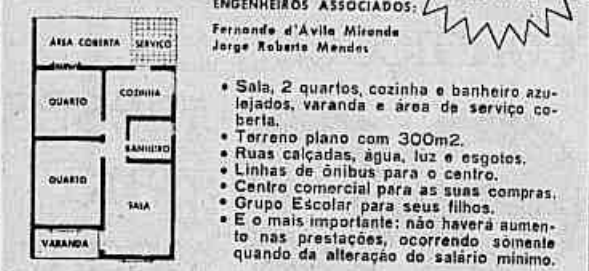 ENGENHEIROS ASSOCIADOS:
Fernando d'Ávila Miranda
Jorge Roberto Mendes
ÁREA COBERTA SERVIÇO
QUARTO COZINHA
BANHEIRO
QUARTO
SALA
VARANDA
• Sala, 2 quartos, cozinha e banheiro azu-
lejados, varanda e área de serviço co-
berta.
• Terreno plano com 300m2.
• Ruas calçadas, água, luz e esgotos.
• Linhas de ônibus para o centro.
• Centro comercial para as suas compras.
• Grupo Escolar para seus filhos.
• E o mais importante: não haverá aumen-
to nas prestações, ocorrendo sòmente
quando da alteração do salário mínimo.